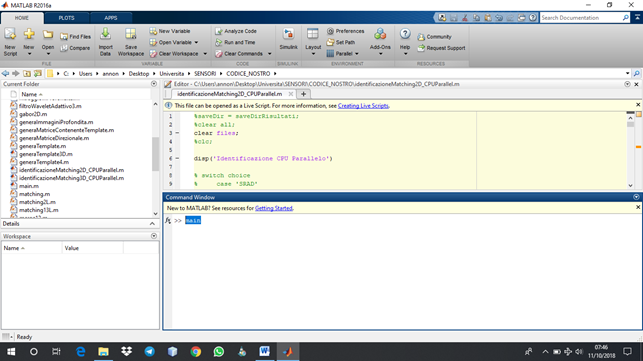 MATLAB R2016a
HOME PLOTS APPS
Search Documentation
New Script
New
Open
Find Files
Compare
Import Data
Save Workspace
New Variable
Open Variable
Clear Workspace
Analyze Code
Run and Time
Clear Commands
Simulink
Layout
Preferences
Set Path
Parallel
Add-Ons
Help
Community
Request Support
FILE VARIABLE CODE SIMULINK ENVIRONMENT RESOURCES
C: Users annon Desktop Universita SENSORI CODICE_NOSTRO
Current Folder
Name
filtroWaveletAdattivo3.m
gabor2D.m
generaImmaginiProfondita.m
generaMatriceContenenteTemplate.m
generaMatriceDirezionale.m
generaTemplate.m
generaTemplate3D.m
generaTemplate4.m
identificazioneMatching2D_CPUParallel.m
identificazioneMatching3D_CPUParallel.m
main.m
matching.m
matching2L.m
matching13L.m
Details
Workspace
Name Value
Editor - C:\Users\annon\Desktop\Universita\SENSORI\CODICE_NOSTRO\identificazioneMatching2D_CPUParallel.m
identificazioneMatching2D_CPUParallel.m
This file can be opened as a Live Script. For more information, see Creating Live Scripts.
1 %saveDir = saveDirRisultati;
2 %clear all;
3 clear files;
4 %clc;
5
6 disp('Identificazione CPU Parallelo')
7
8 % switch choice
9 % case 'SHAD'
Command Window
New to MATLAB? See resources for Getting Started.
fx >> main
Ready
07:46
11/10/2018